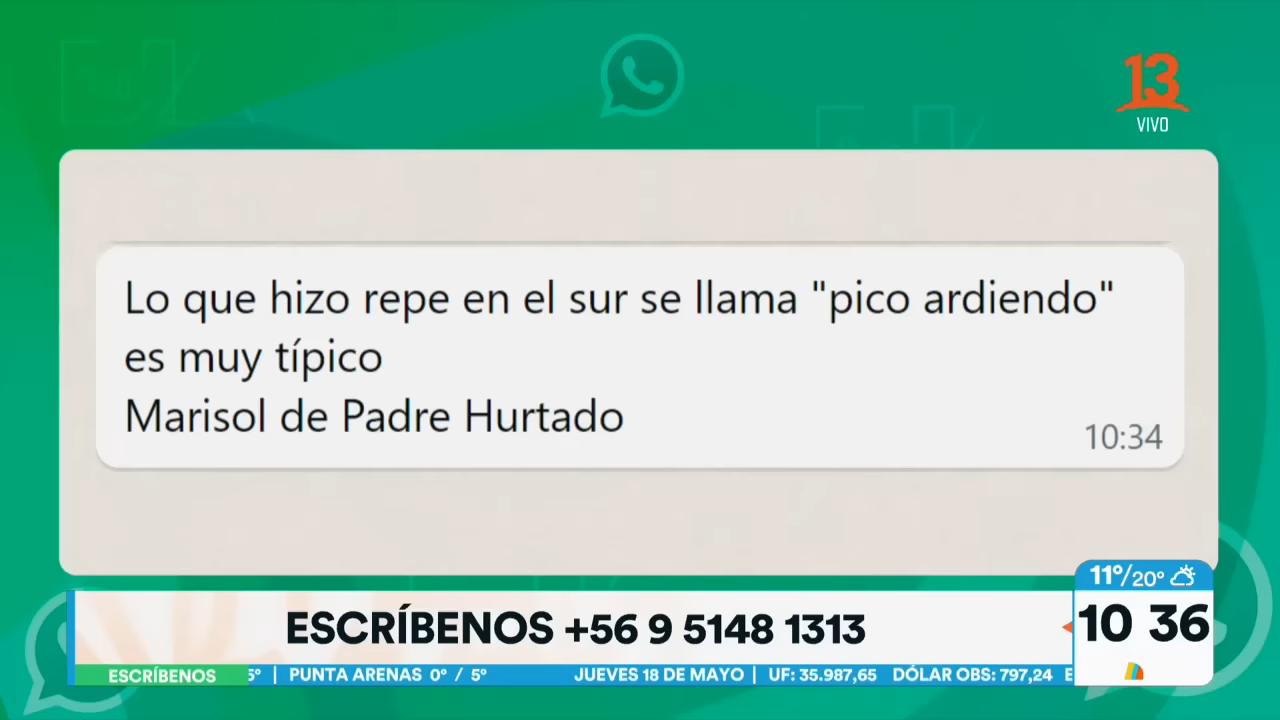 13
VIVO
Lo que hizo repe en el sur se llama "pico ardiendo"
es muy típico
Marisol de Padre Hurtado
10:34
11°/20°
ESCRÍBENOS +56 9 5148 1313
10 36
ESCRÍBENOS
5° | PUNTA ARENAS 0° / 5° JUEVES 18 DE MAYO | UF: 35.987,65 DÓLAR OBS: 797,24 E